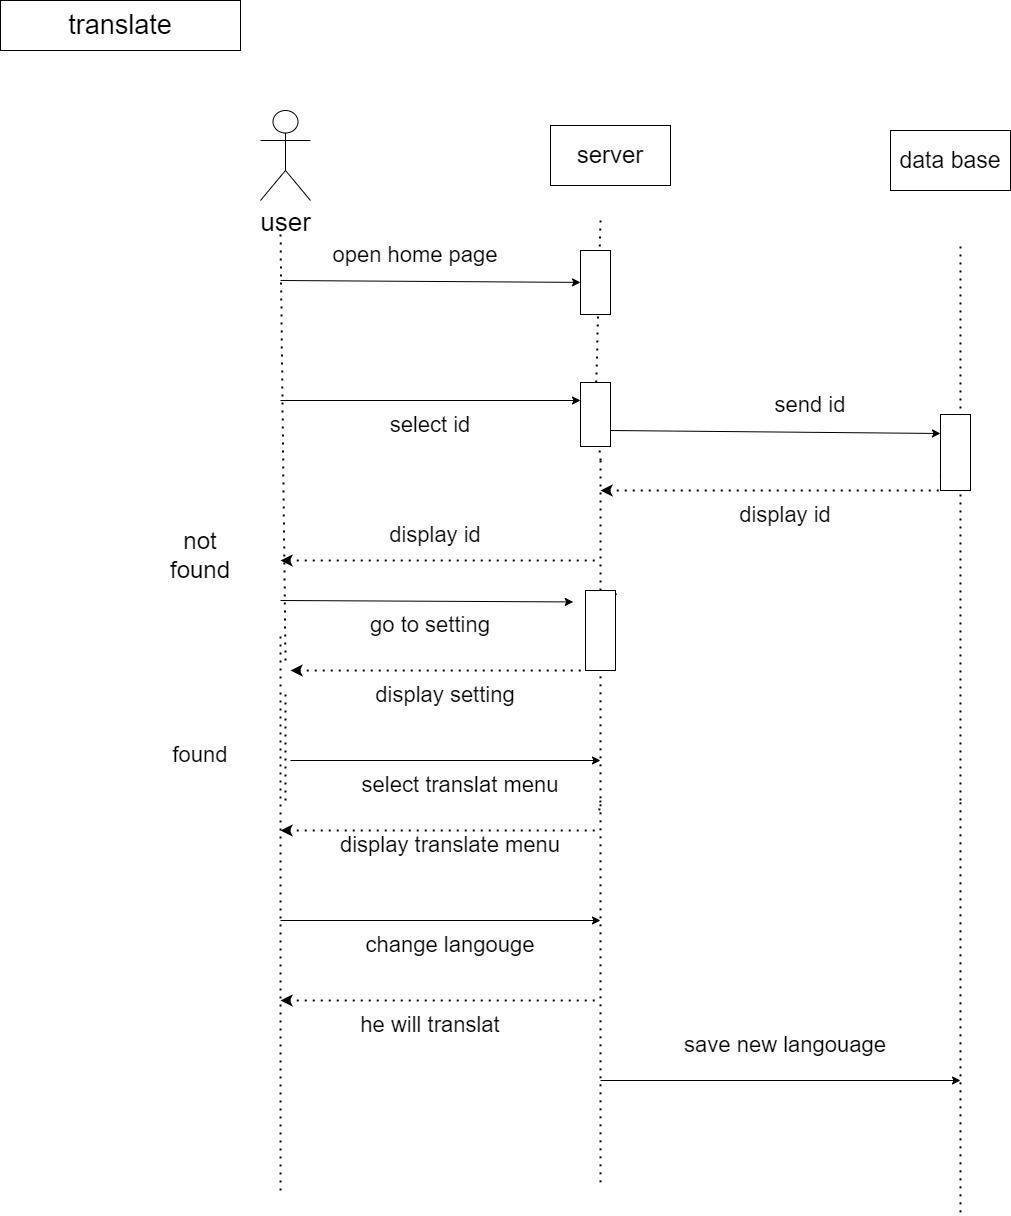 translate
server
data base
user
open home page
send id
select id
display id
display id
not
found
go to setting
display setting
found
select translat menu
display translate menu
change langouge
he will translat
save new langouage